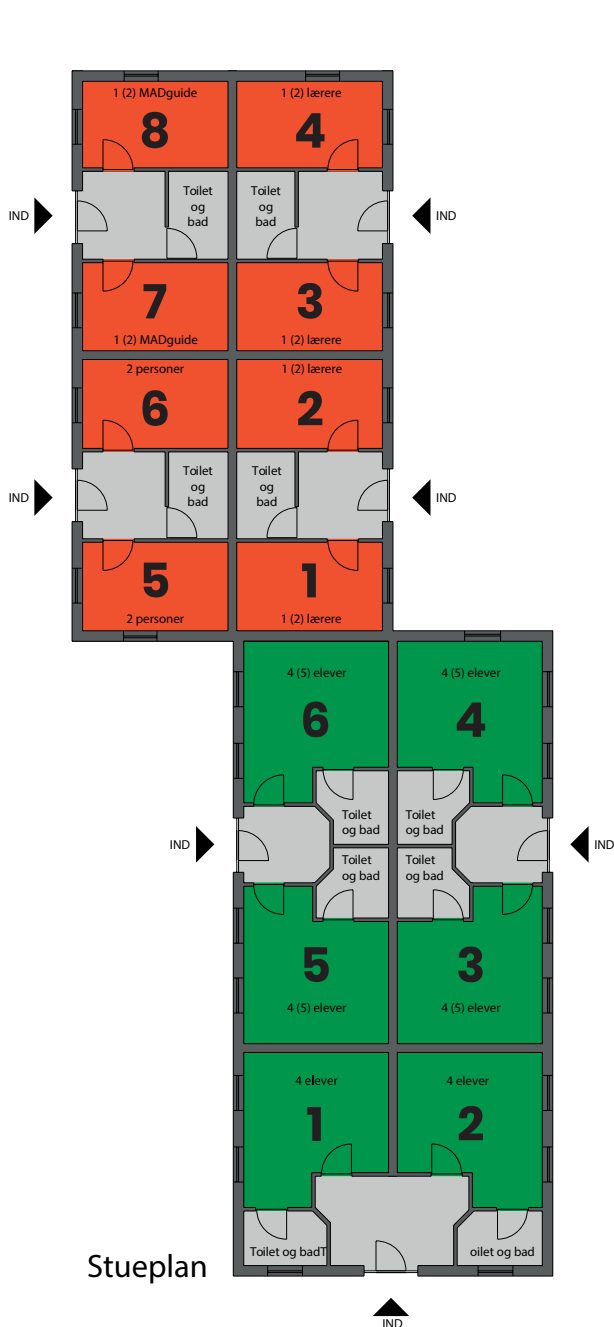 1 (2) MADguide
8
1 (2) lærere
4
Toilet
og
bad
Toilet
og
bad
IND
IND
7
1 (2) MADguide
3
1 (2) lærere
2 personer
6
1 (2) lærere
2
Toilet
og
bad
Toilet
og
bad
IND
IND
5
2 personer
1
1 (2) lærere
4 (5) elever
6
4 (5) elever
4
Toilet
og bad
Toilet
og bad
IND
IND
Toilet
og bad
Toilet
og bad
5
4 (5) elever
3
4 (5) elever
4 elever
1
4 elever
2
Toilet og badT
oilet og bad
Stueplan
IND